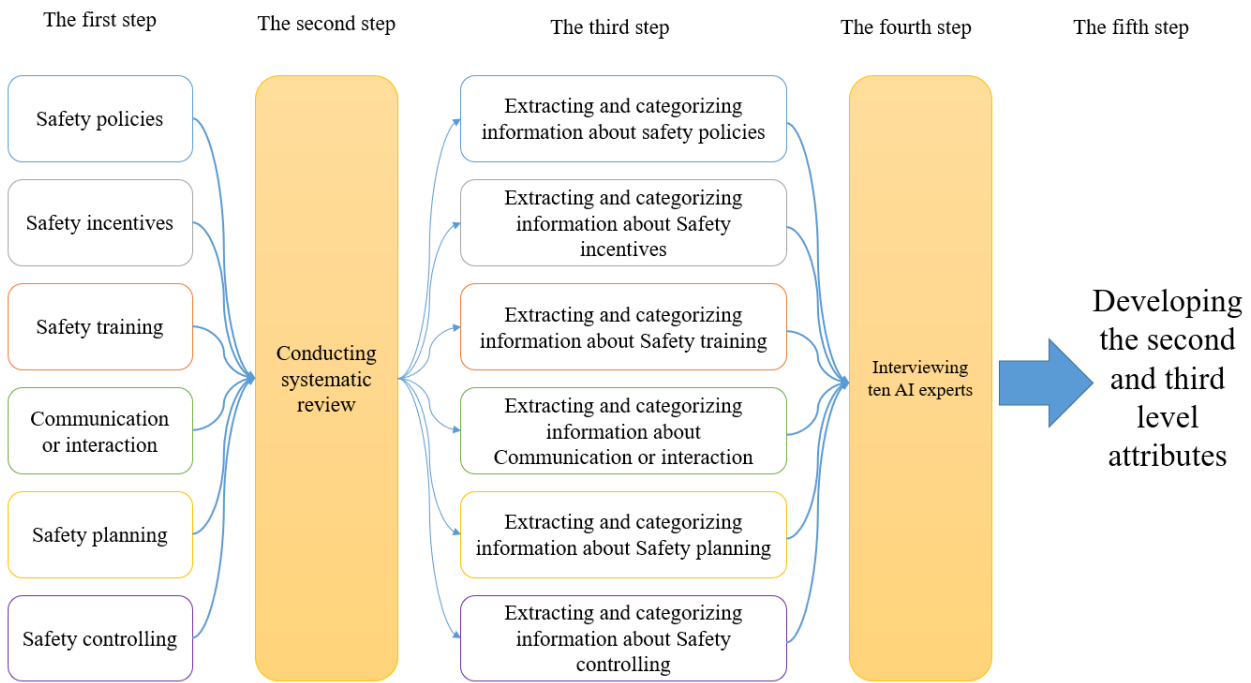 The first step
The second step
The third step
The fourth step
The fifth step
Safety policies
Safety incentives
Safety training
Communication
or interaction
Safety planning
Safety controlling
Conducting
systematic
review
Extracting and categorizing
information about safety policies
Extracting and categorizing
information about Safety
incentives
Extracting and categorizing
information about Safety training
Extracting and categorizing
information about
Communication or interaction
Extracting and categorizing
information about Safety planning
Extracting and categorizing
information about Safety
controlling
Interviewing
ten AI experts
Developing
the second
and third
level
attributes